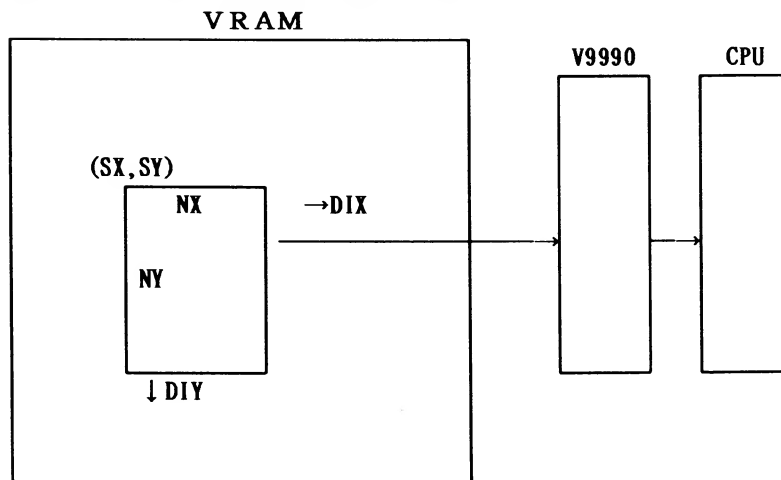 VRAM
V9990 CPU
(SX,SY)
NX →DIX
NY
↓DIY